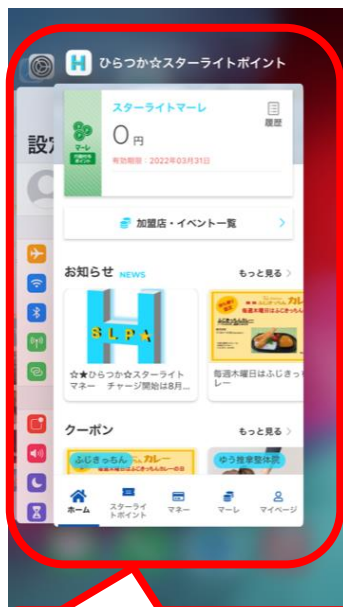 ひらつか☆スターライトポイント
設定
スターライトマーレ
0 円
有効期限：2022年03月31日
履歴
マーレ
加盟店・イベント一覧
お知らせ NEWS
もっと見る
H
BLPA
☆★ひらつか☆スターライト
マネー チャージ開始は8月...
毎週木曜日はふじきっ
レー
クーポン
もっと見る
ふじきっちん
カレー
ゆう推拿整体院
ホーム
スターライ
トポイント
マネー
マーレ
マイページ